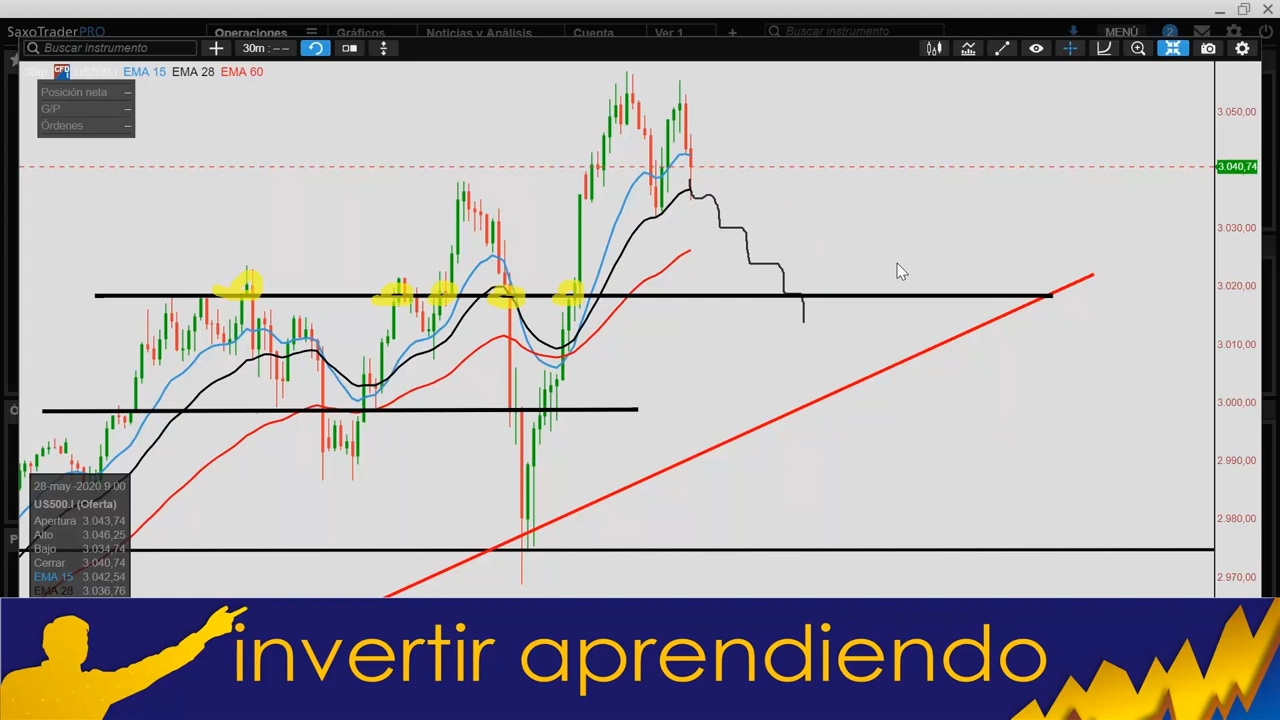 SaxoTraderPRO
Operaciones
Gráficos
Noticias y Análisis
Cuenta
Ver 1
+
Buscar instrumento
MENÚ
2
Buscar instrumento
30m
CFD
EMA 15 EMA 28 EMA 60
Posición neta –
G/P –
Órdenes –
3.050,00
3.040,74
3.030,00
3.020,00
3.010,00
3.000,00
2.990,00
2.980,00
2.970,00
28-may.-2020 9:00
US500.I (Oferta)
Apertura 3.043,74
Alto 3.046,25
Bajo 3.034,74
Cerrar 3.040,74
EMA 15 3.042,54
EMA 28 3.036,76
invertir aprendiendo